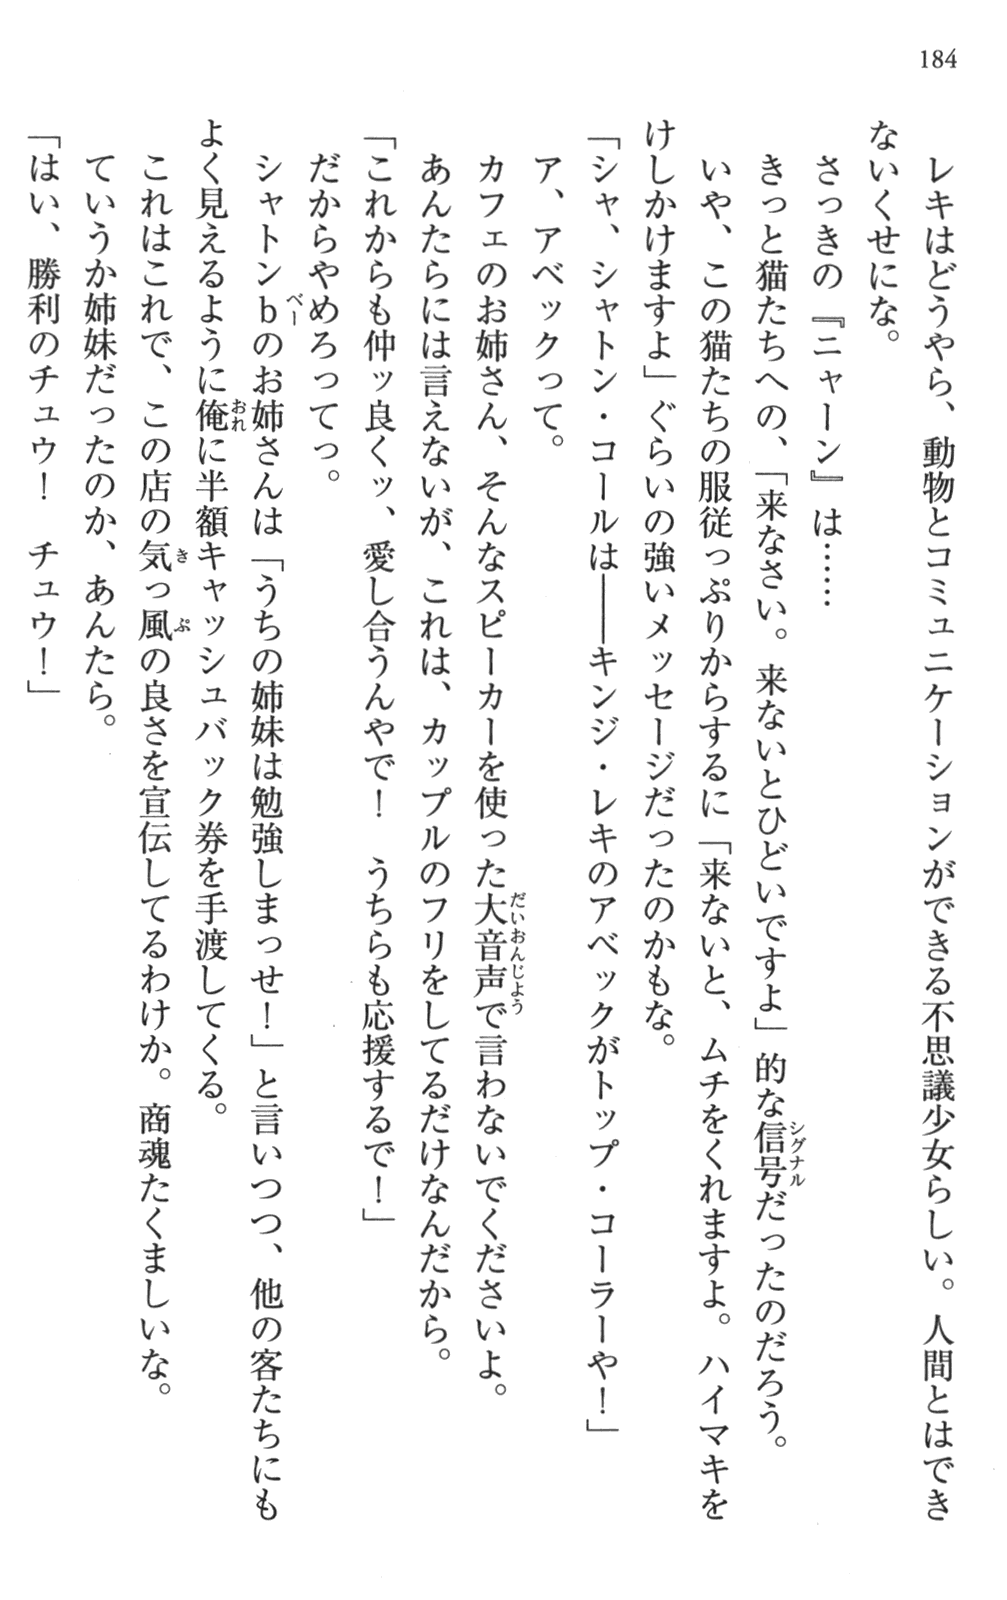 184
レキはどうやら、動物とコミュニケーションができる不思議少女らしい。人間とはでき
ないくせにな。
さっきの『ニャーン』は……
きっと猫たちへの、「来なさい。来ないとひどいですよ」的な信号だったのだろう。
シグナル
いや、この猫たちの服従っぷりからするに「来ないと、ムチをくれますよ。ハイマキを
けしかけますよ」ぐらいの強いメッセージだったのかもな。
「シャ、シャトン・コールは――キンジ・レキのアベックがトップ・コーラーや！」
ア、アベックって。
カフェのお姉さん、そんなスピーカーを使った大音声で言わないでくださいよ。
だいおんじよう
あんたらには言えないが、これは、カップルのフリをしてるだけなんだから。
「これからも仲ッ良くッ、愛し合うんやで！　うちらも応援するで！」
だからやめろってっ。
シャトンbのお姉さんは「うちの姉妹は勉強しまっせ！」と言いつつ、他の客たちにも
べー
よく見えるように俺に半額キャッシュバック券を手渡してくる。
おれ
これはこれで、この店の気っ風の良さを宣伝してるわけか。商魂たくましいな。
きぷ
ていうか姉妹だったのか、あんたら。
「はい、勝利のチュウ！　チュウ！」